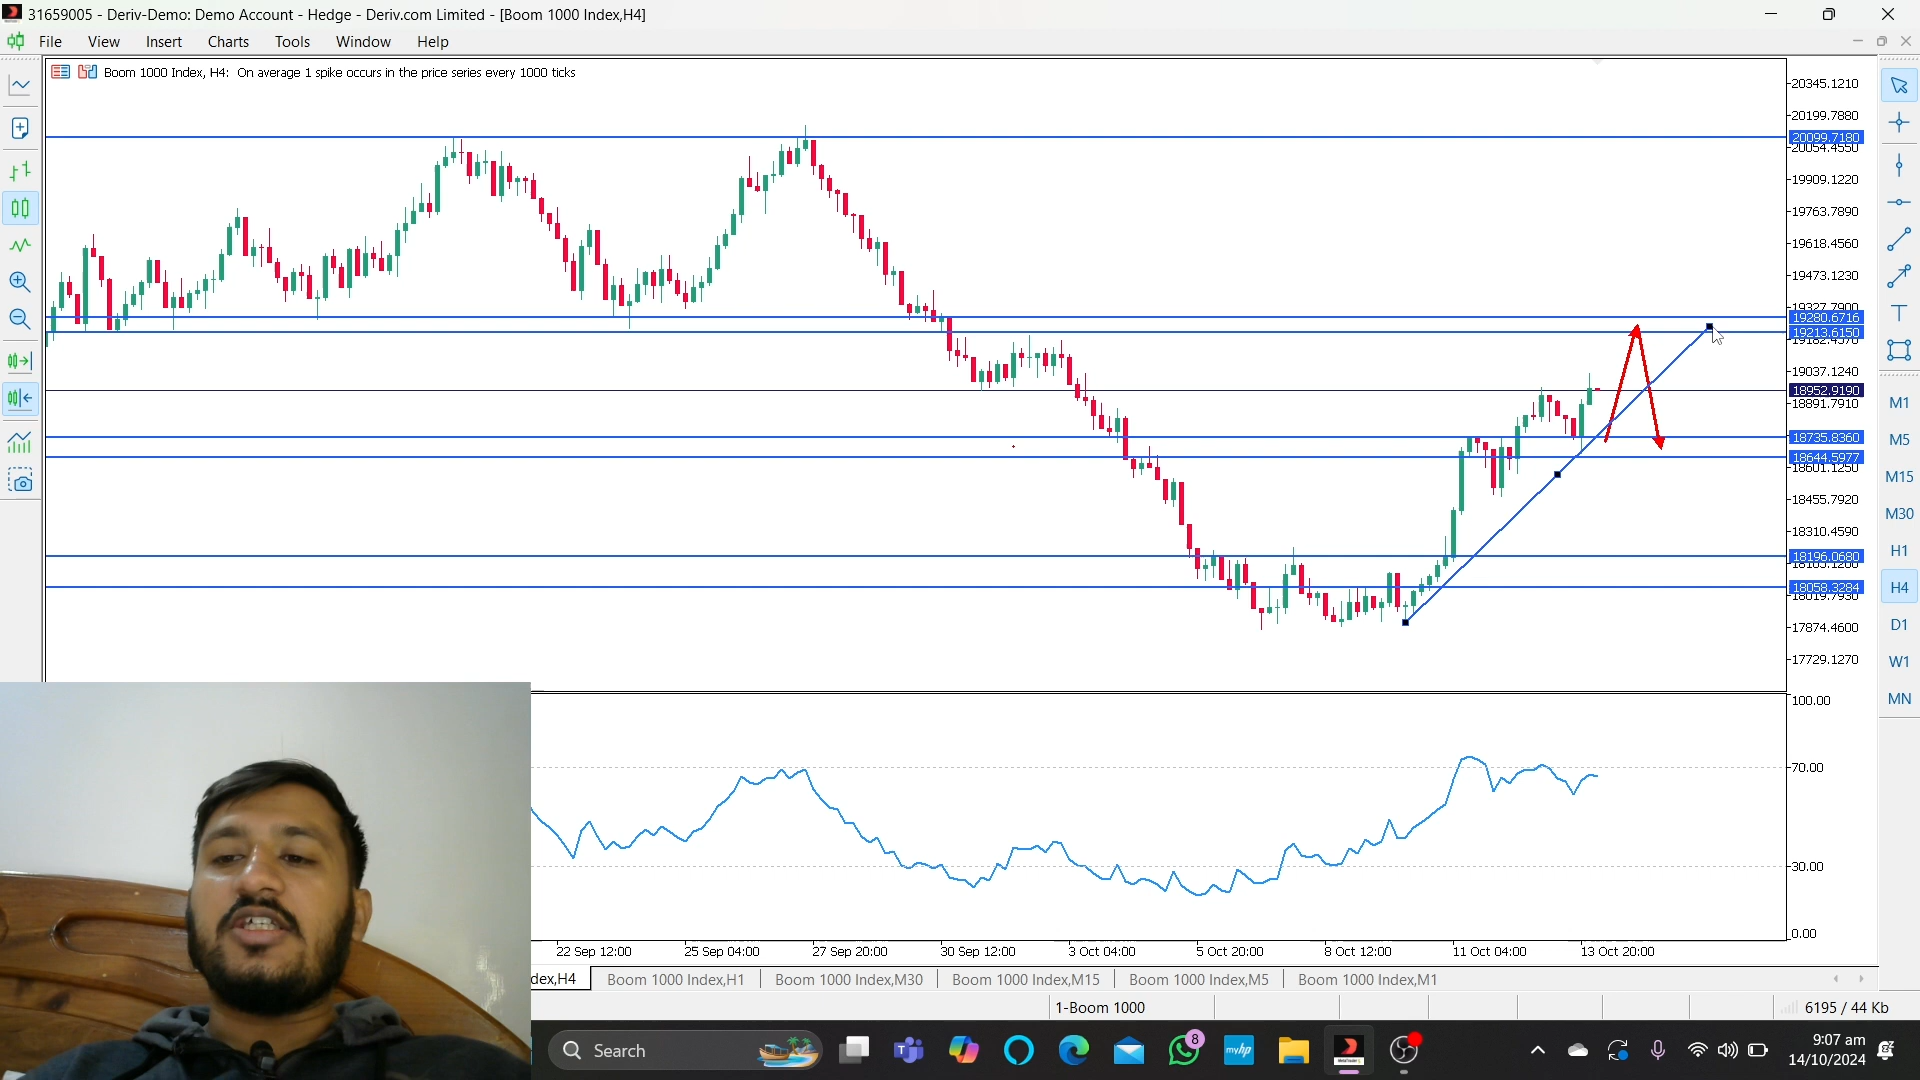 31659005 - Deriv-Demo: Demo Account - Hedge - Deriv.com Limited - [Boom 1000 Index,H4]
File View Insert Charts Tools Window Help
Boom 1000 Index, H4: On average 1 spike occurs in the price series every 1000 ticks
20345.1210
20199.7880
20099.7180
20054.4550
19909.1220
19763.7890
19618.4560
19473.1230
19327.7900
19280.6716
19213.6150
19182.4570
19037.1240
18952.9190
18891.7910
18735.8360
18644.5977
18601.1250
18455.7920
18310.4590
18196.0680
18058.3284
18019.7930
17874.4600
17729.1270
M1
M5
M15
M30
H1
H4
D1
W1
MN
100.00
70.00
30.00
0.00
22 Sep 12:00 25 Sep 04:00 27 Sep 20:00 30 Sep 12:00 3 Oct 04:00 5 Oct 20:00 8 Oct 12:00 11 Oct 04:00 13 Oct 20:00
dex,H4 Boom 1000 Index,H1 Boom 1000 Index,M30 Boom 1000 Index,M15 Boom 1000 Index,M5 Boom 1000 Index,M1
1-Boom 1000 6195 / 44 Kb
Search 8 myhp 9:07 am
14/10/2024